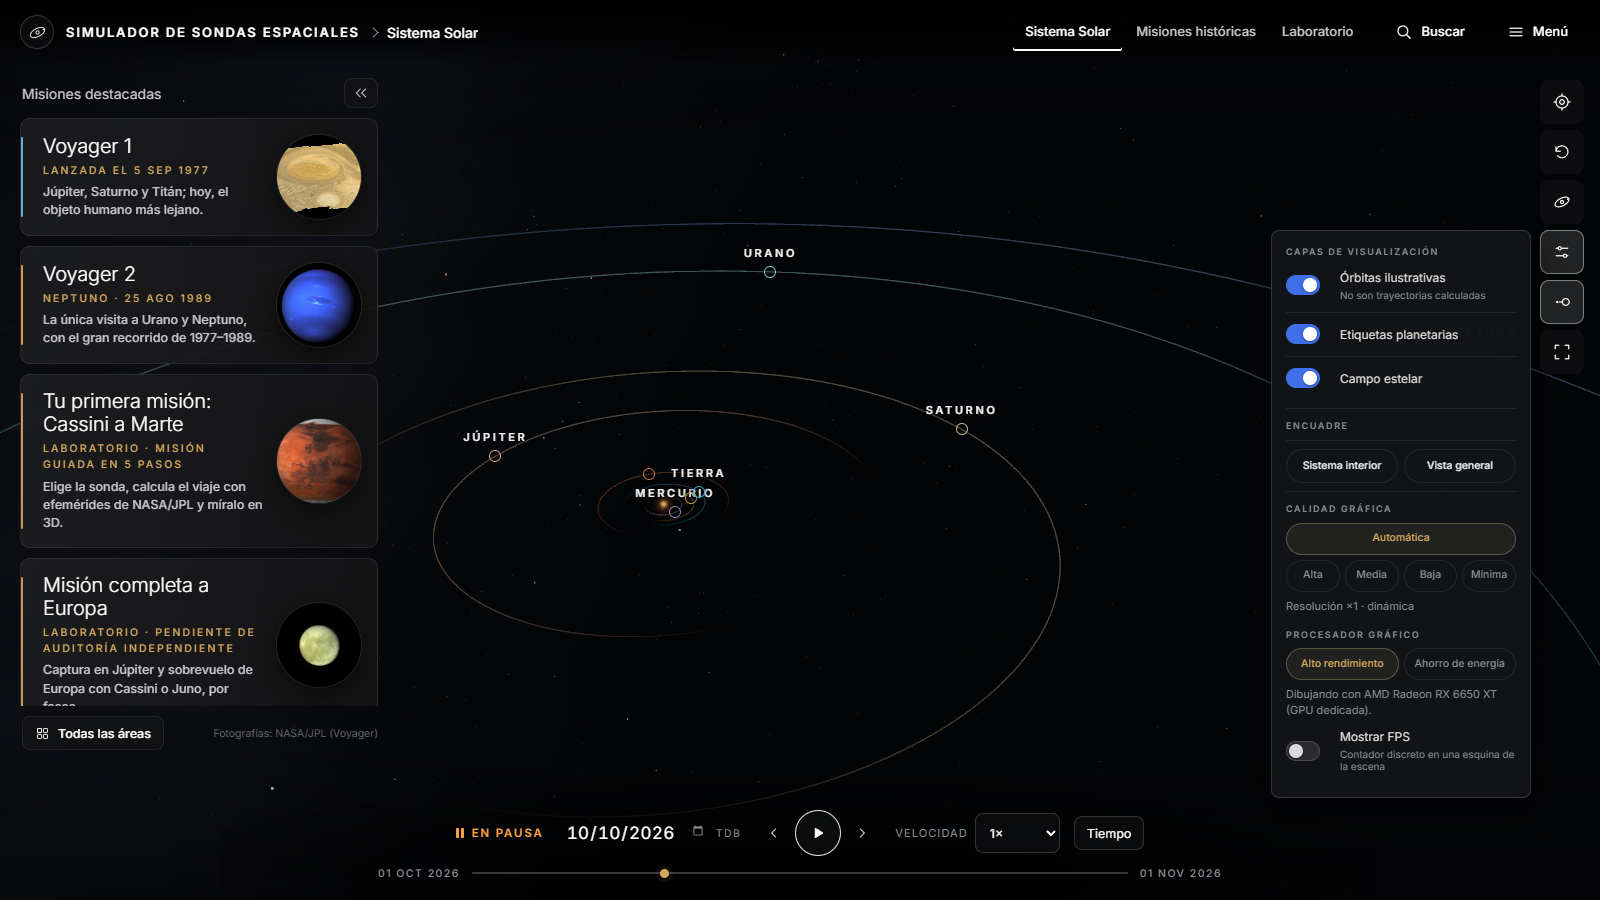 SIMULADOR DE SONDAS ESPACIALES
Sistema Solar
Sistema Solar
Misiones históricas
Laboratorio
Buscar
Menú
Misiones destacadas
Voyager 1
LANZADA EL 5 SEP 1977
Júpiter, Saturno y Titán; hoy, el
objeto humano más lejano.
Voyager 2
NEPTUNO · 25 AGO 1989
La única visita a Urano y Neptuno,
con el gran recorrido de 1977–1989.
Tu primera misión:
Cassini a Marte
LABORATORIO · MISIÓN
GUIADA EN 5 PASOS
Elige la sonda, calcula el viaje con
efemérides de NASA/JPL y míralo en
3D.
Misión completa a
Europa
LABORATORIO · PENDIENTE DE
AUDITORÍA INDEPENDIENTE
Captura en Júpiter y sobrevuelo de
Europa con Cassini o Juno, por
Todas las áreas
Fotografías: NASA/JPL (Voyager)
URANO
SATURNO
JÚPITER
TIERRA
MERCURIO
CAPAS DE VISUALIZACIÓN
Órbitas ilustrativas
No son trayectorias calculadas
Etiquetas planetarias
Campo estelar
ENCUADRE
Sistema interior
Vista general
CALIDAD GRÁFICA
Automática
Alta
Media
Baja
Mínima
Resolución ×1 · dinámica
PROCESADOR GRÁFICO
Alto rendimiento
Ahorro de energía
Dibujando con AMD Radeon RX 6650 XT
(GPU dedicada).
Mostrar FPS
Contador discreto en una esquina de
la escena
EN PAUSA
10/10/2026
TDB
VELOCIDAD
1×
Tiempo
01 OCT 2026
01 NOV 2026